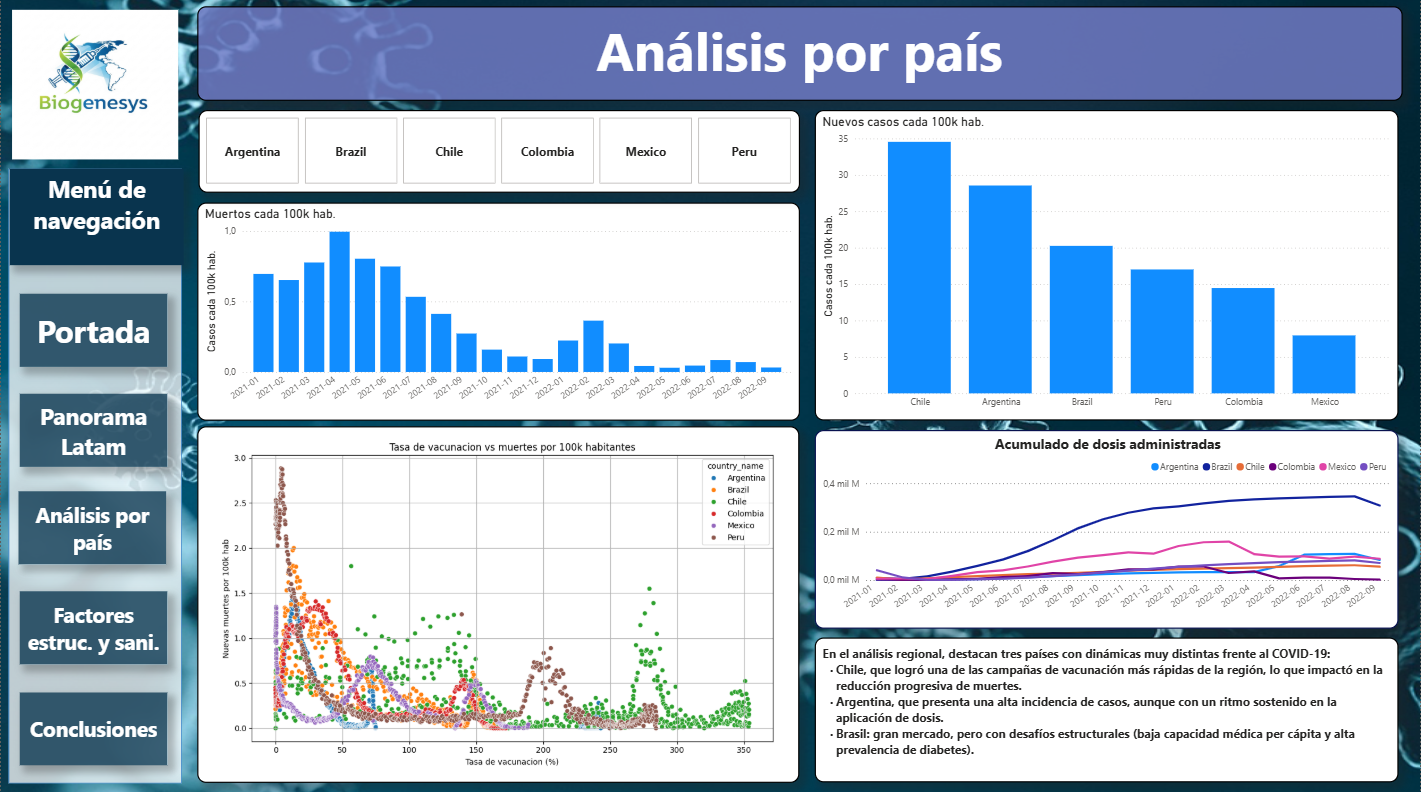 Biogenesys
Análisis por país
Menú de
navegación
Portada
Panorama
Latam
Análisis por
país
Factores
estruc. y sani.
Conclusiones
Argentina
Brazil
Chile
Colombia
Mexico
Peru
Muertos cada 100k hab.
Casos cada 100k hab.
1,0
0,5
0,0
2021-01
2021-02
2021-03
2021-04
2021-05
2021-06
2021-07
2021-08
2021-09
2021-10
2021-11
2021-12
2022-01
2022-02
2022-03
2022-04
2022-05
2022-06
2022-07
2022-08
2022-09
Nuevos casos cada 100k hab.
Casos cada 100k hab.
35
30
25
20
15
10
5
0
Chile
Argentina
Brazil
Peru
Colombia
Mexico
Tasa de vacunacion vs muertes por 100k habitantes
Nuevas muertes por 100k hab
3.0
2.5
2.0
1.5
1.0
0.5
0.0
country_name
Argentina
Brazil
Chile
Colombia
Mexico
Peru
0
50
100
150
200
250
300
350
Tasa de vacunacion (%)
Acumulado de dosis administradas
Argentina
Brazil
Chile
Colombia
Mexico
Peru
0,4 mil M
0,2 mil M
0,0 mil M
2021-01
2021-02
2021-03
2021-04
2021-05
2021-06
2021-07
2021-08
2021-09
2021-10
2021-11
2021-12
2022-01
2022-02
2022-03
2022-04
2022-05
2022-06
2022-07
2022-08
2022-09
En el análisis regional, destacan tres países con dinámicas muy distintas frente al COVID-19:
· Chile, que logró una de las campañas de vacunación más rápidas de la región, lo que impactó en la
reducción progresiva de muertes.
· Argentina, que presenta una alta incidencia de casos, aunque con un ritmo sostenido en la
aplicación de dosis.
· Brasil: gran mercado, pero con desafíos estructurales (baja capacidad médica per cápita y alta
prevalencia de diabetes).